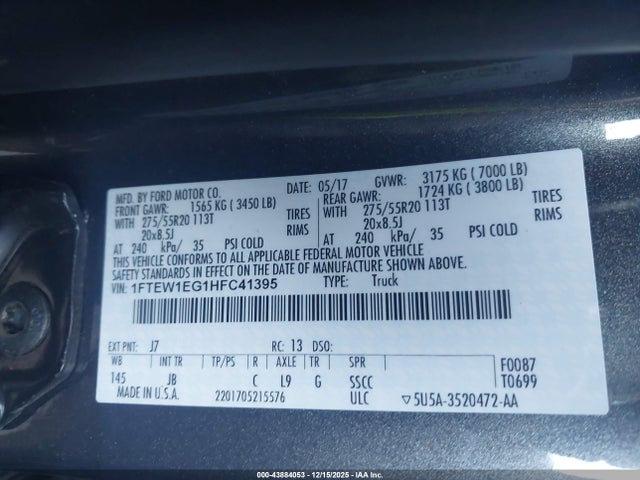 MFD. BY FORD MOTOR CO. DATE: 05/17 GVWR: 3175 KG ( 7000 LB)
FRONT GAWR: 1565 KG ( 3450 LB) REAR GAWR: 1724 KG ( 3800 LB)
WITH 275/55R20 113T TIRES WITH 275/55R20 113T TIRES
20x8.5J RIMS 20x8.5J RIMS
AT 240 kPa/ 35 PSI COLD AT 240 kPa/ 35 PSI COLD
THIS VEHICLE CONFORMS TO ALL APPLICABLE FEDERAL MOTOR VEHICLE
SAFETY STANDARDS IN EFFECT ON THE DATE OF MANUFACTURE SHOWN ABOVE.
VIN: 1FTEW1EG1HFC41395 TYPE: Truck
EXT PNT: J7 RC: 13 DSO:
WB INT TR TP/PS R AXLE TR SPR F0087
145 JB C L9 G SSCC T0699
MADE IN U.S.A. 2201705215576 ULC ▽5U5A-3520472-AA
000-43884053 - 12/15/2025 - IAA Inc.